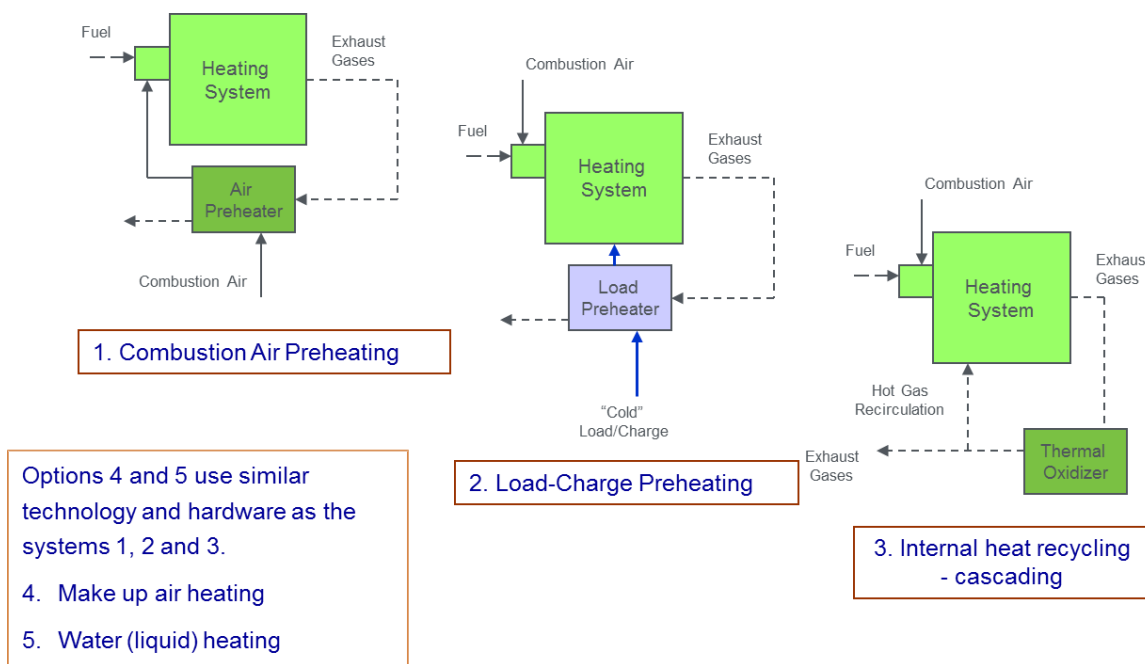 Fuel
Heating
System
Exhaust
Gases
Air
Preheater
Combustion Air
1. Combustion Air Preheating
Combustion Air
Fuel
Heating
System
Exhaust
Gases
Load
Preheater
“Cold”
Load/Charge
2. Load-Charge Preheating
Combustion Air
Fuel
Heating
System
Exhaust
Gases
Hot Gas
Recirculation
Exhaust
Gases
Thermal
Oxidizer
3. Internal heat recycling
- cascading
Options 4 and 5 use similar
technology and hardware as the
systems 1, 2 and 3.
4. Make up air heating
5. Water (liquid) heating